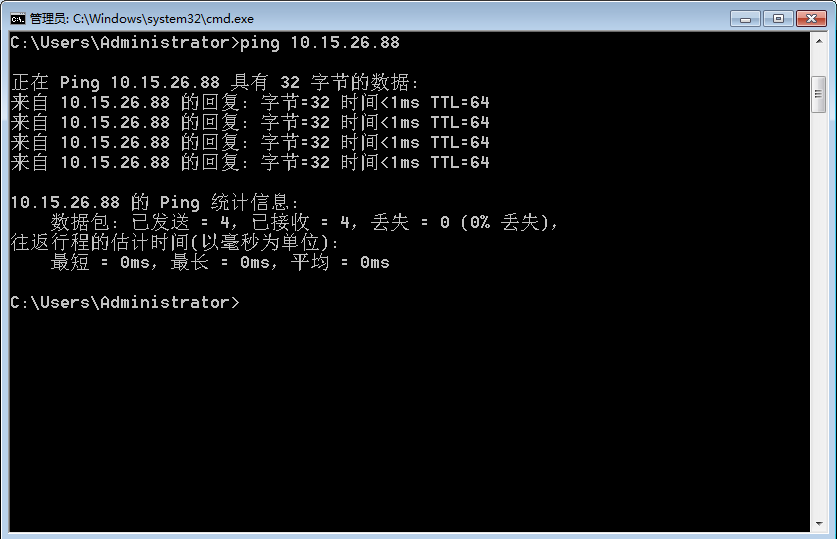 管理员: C:\Windows\system32\cmd.exe
C:\Users\Administrator>ping 10.15.26.88
正在 Ping 10.15.26.88 具有 32 字节的数据:
来自 10.15.26.88 的回复: 字节=32 时间<1ms TTL=64
来自 10.15.26.88 的回复: 字节=32 时间<1ms TTL=64
来自 10.15.26.88 的回复: 字节=32 时间<1ms TTL=64
来自 10.15.26.88 的回复: 字节=32 时间<1ms TTL=64
10.15.26.88 的 Ping 统计信息:
数据包: 已发送 = 4，已接收 = 4，丢失 = 0 (0% 丢失)，
往返行程的估计时间(以毫秒为单位):
最短 = 0ms，最长 = 0ms，平均 = 0ms
C:\Users\Administrator>